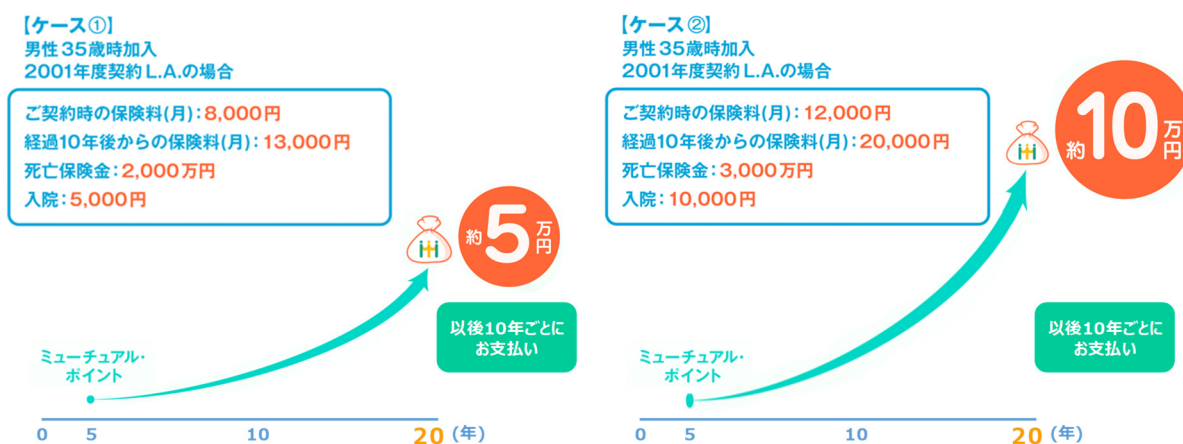 【ケース①】
男性35歳時加入
2001年度契約L.A.の場合
ご契約時の保険料(月)：8,000円
経過10年後からの保険料(月)：13,000円
死亡保険金：2,000万円
入院：5,000円
約5万円
以後10年ごとに
お支払い
ミューチュアル・
ポイント
0 5 10 20 (年)
【ケース②】
男性35歳時加入
2001年度契約L.A.の場合
ご契約時の保険料(月)：12,000円
経過10年後からの保険料(月)：20,000円
死亡保険金：3,000万円
入院：10,000円
約10万円
以後10年ごとに
お支払い
ミューチュアル・
ポイント
0 5 10 20 (年)